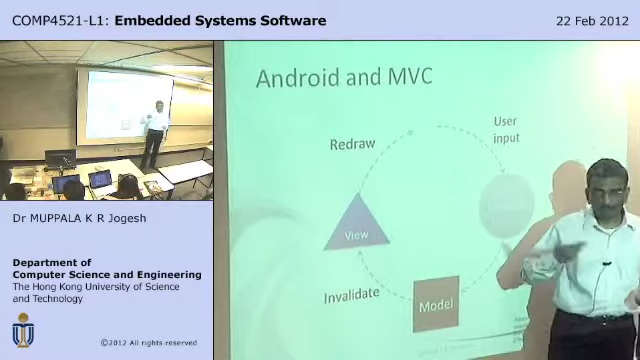 COMP4521-L1: Embedded Systems Software
22 Feb 2012
Android and MVC
User
input
Redraw
View
Invalidate
Model
Dr MUPPALA K R Jogesh
Department of
Computer Science and Engineering
The Hong Kong University of Science
and Technology
©2012 All rights reserved